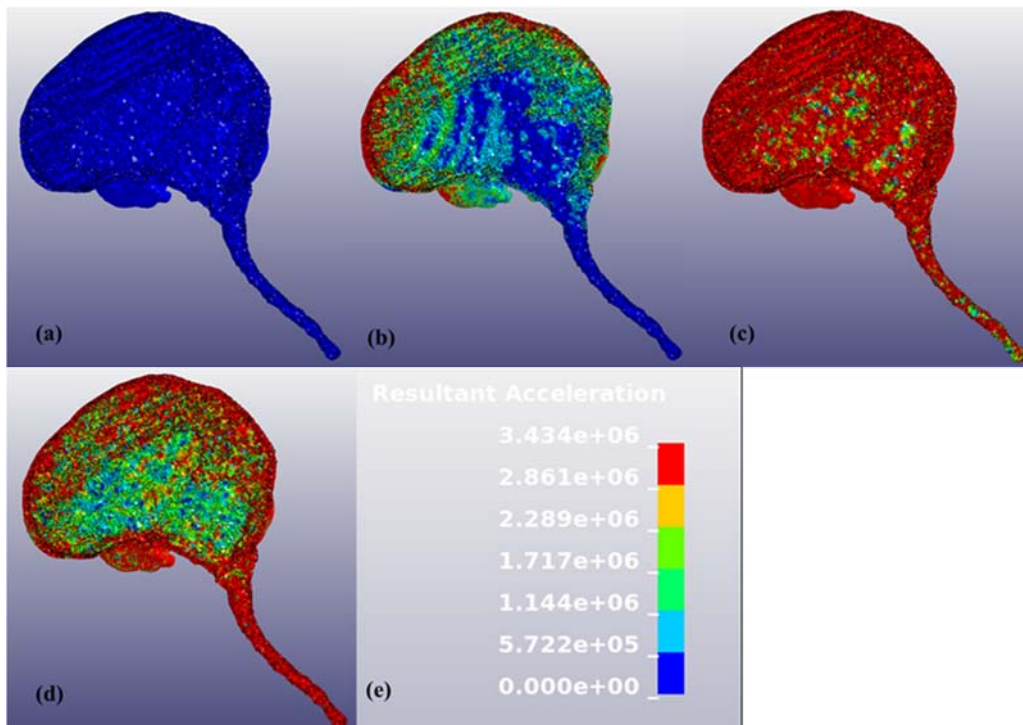 (a)
(b)
(c)
(d)
(e)
Resultant Acceleration
3.434e+06
2.861e+06
2.289e+06
1.717e+06
1.144e+06
5.722e+05
0.000e+00